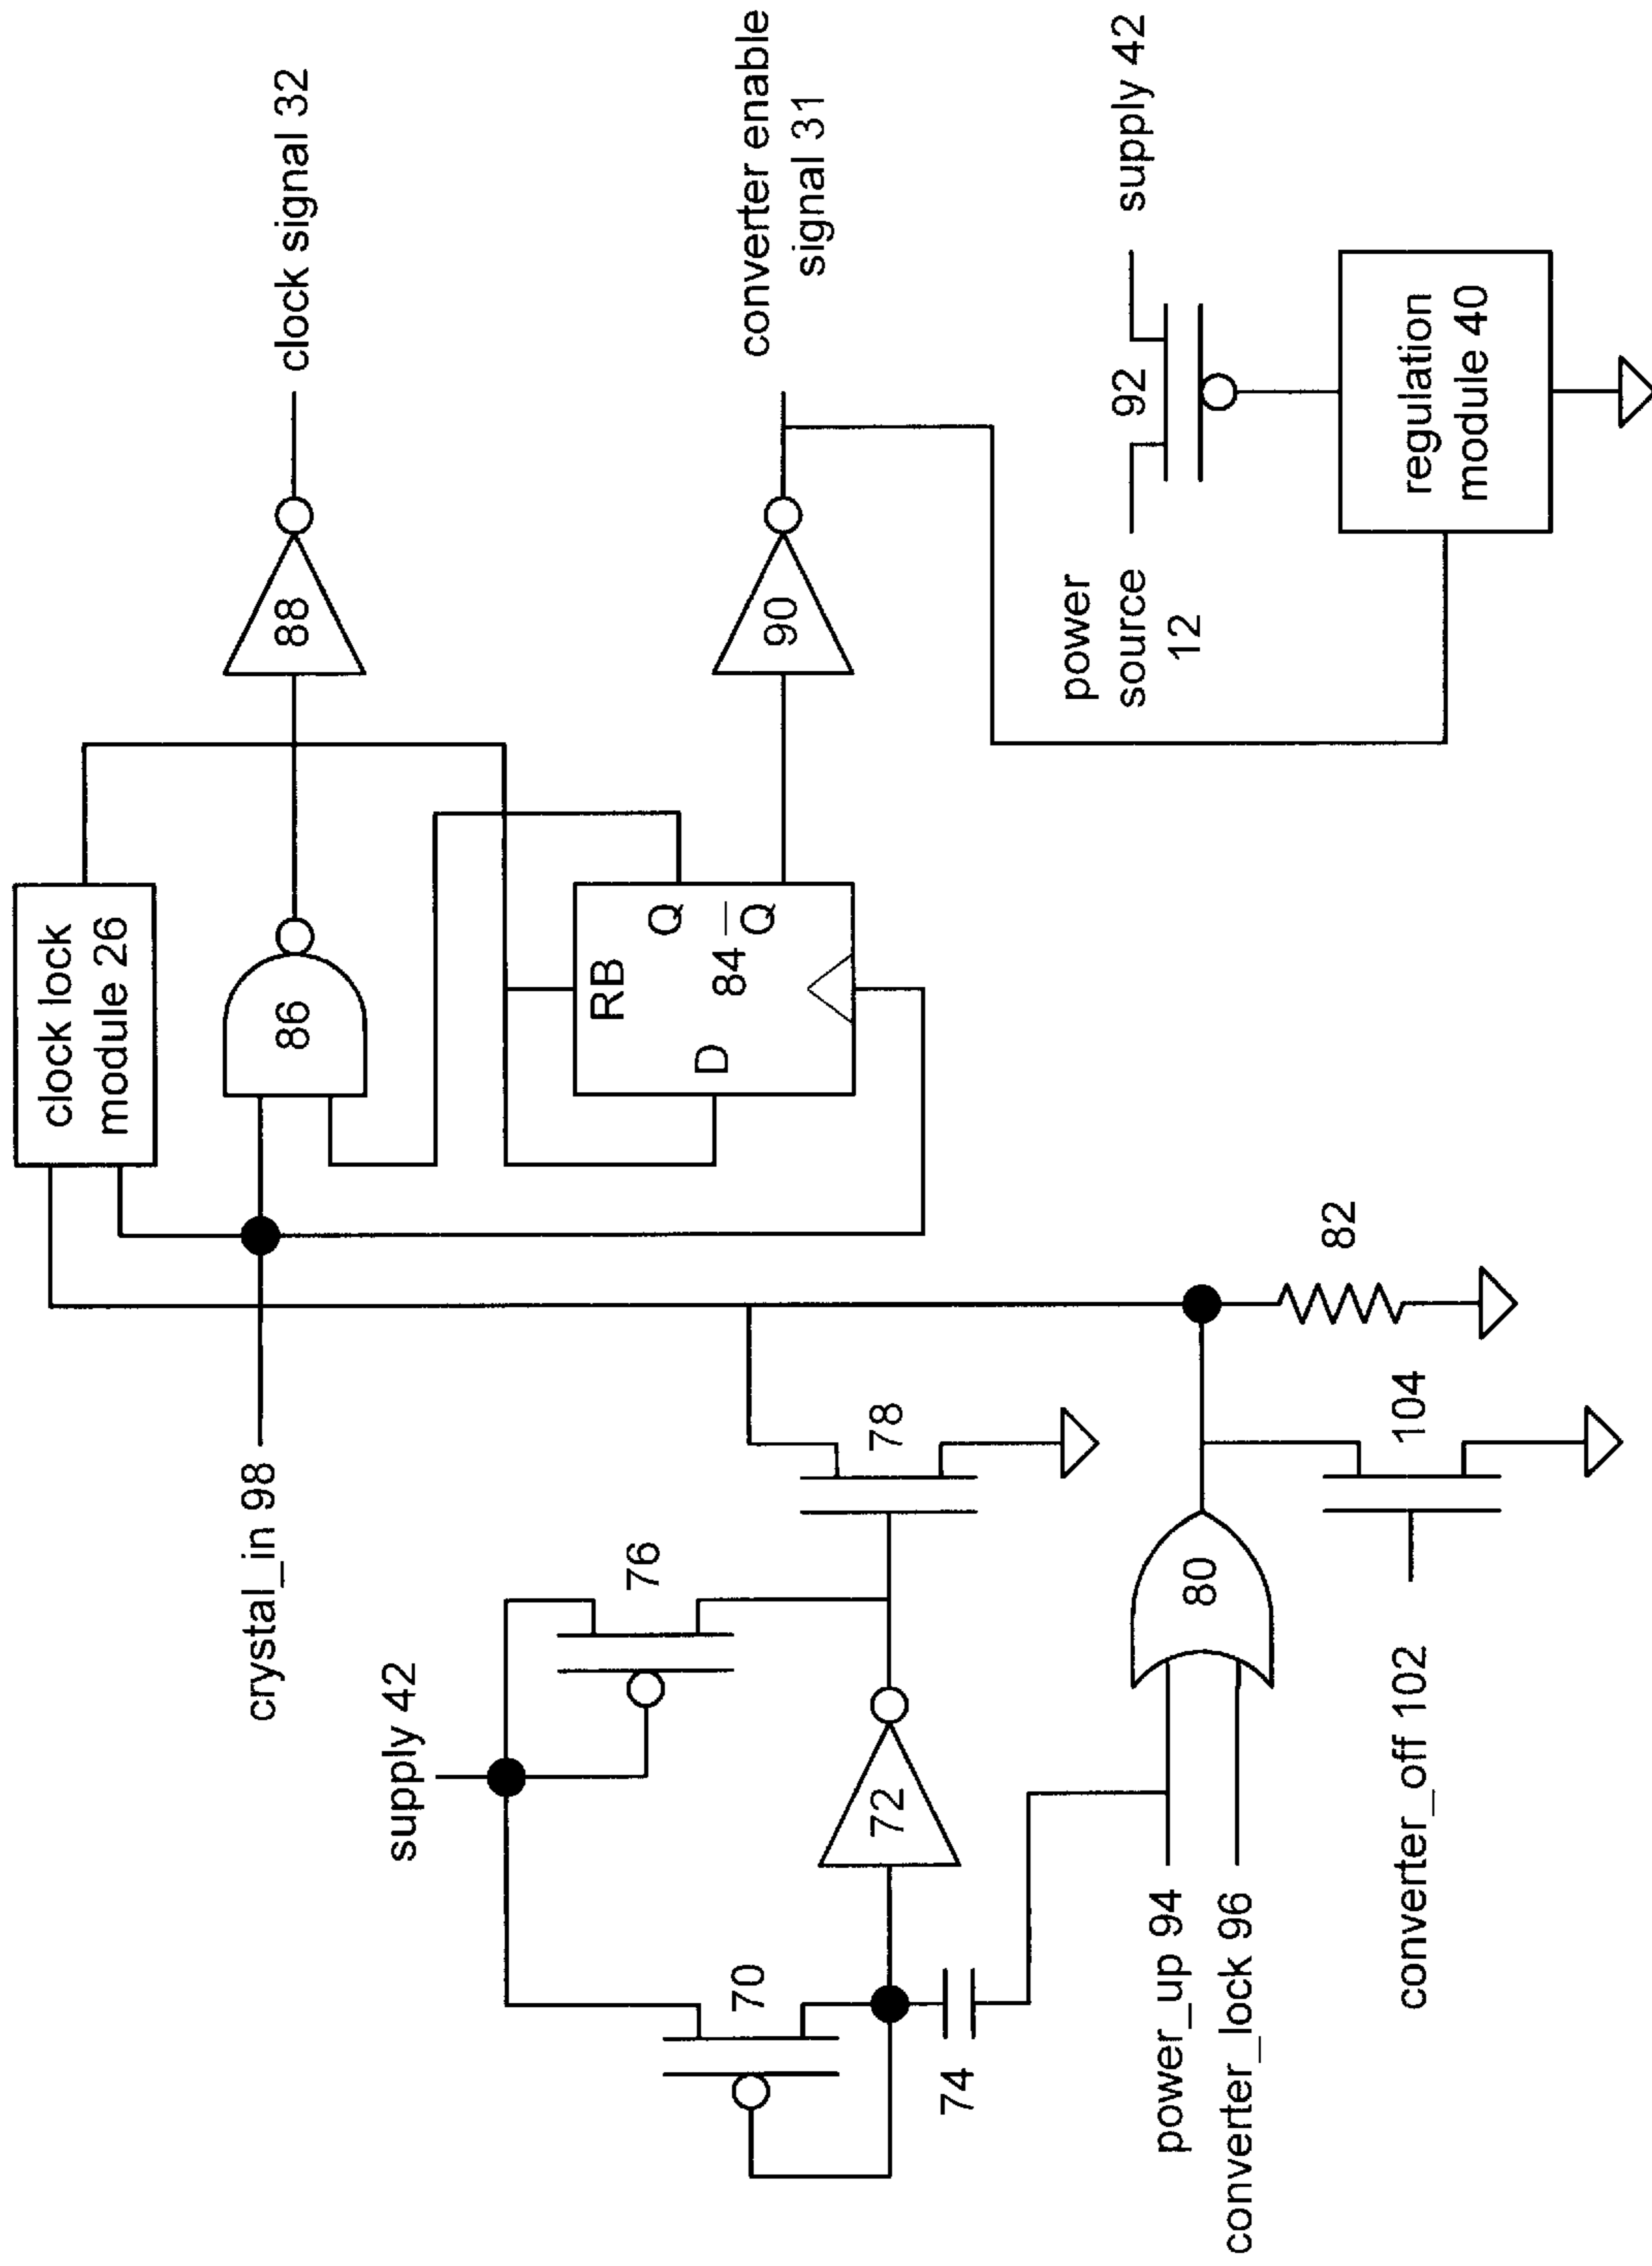 clock lock
module 26
86
88
clock signal 32
crystal_in 98
RB
Q
84
D
Q
90
converter enable
signal 31
supply 42
76
70
72
78
74
power
source
12
92
supply 42
regulation
module 40
power_up 94
converter_lock 96
80
82
converter_off 102
104